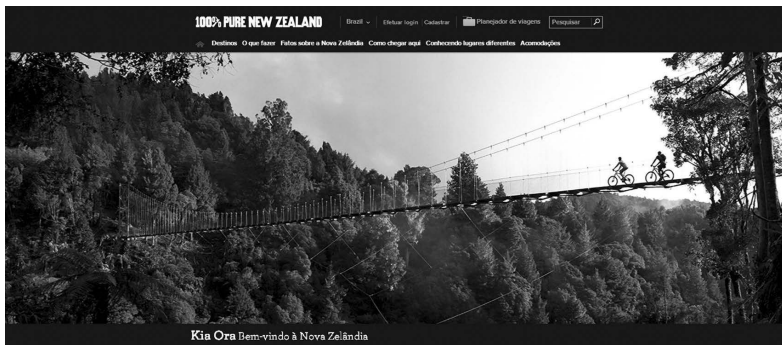 100% PURE NEW ZEALAND Brazil Efetuar login Cadastrar Planejador de viagens Pesquisar
Destinos O que fazer Fatos sobre a Nova Zelândia Como chegar aqui Conhecendo lugares diferentes Acomodações
Kia Ora Bem-vindo à Nova Zelândia